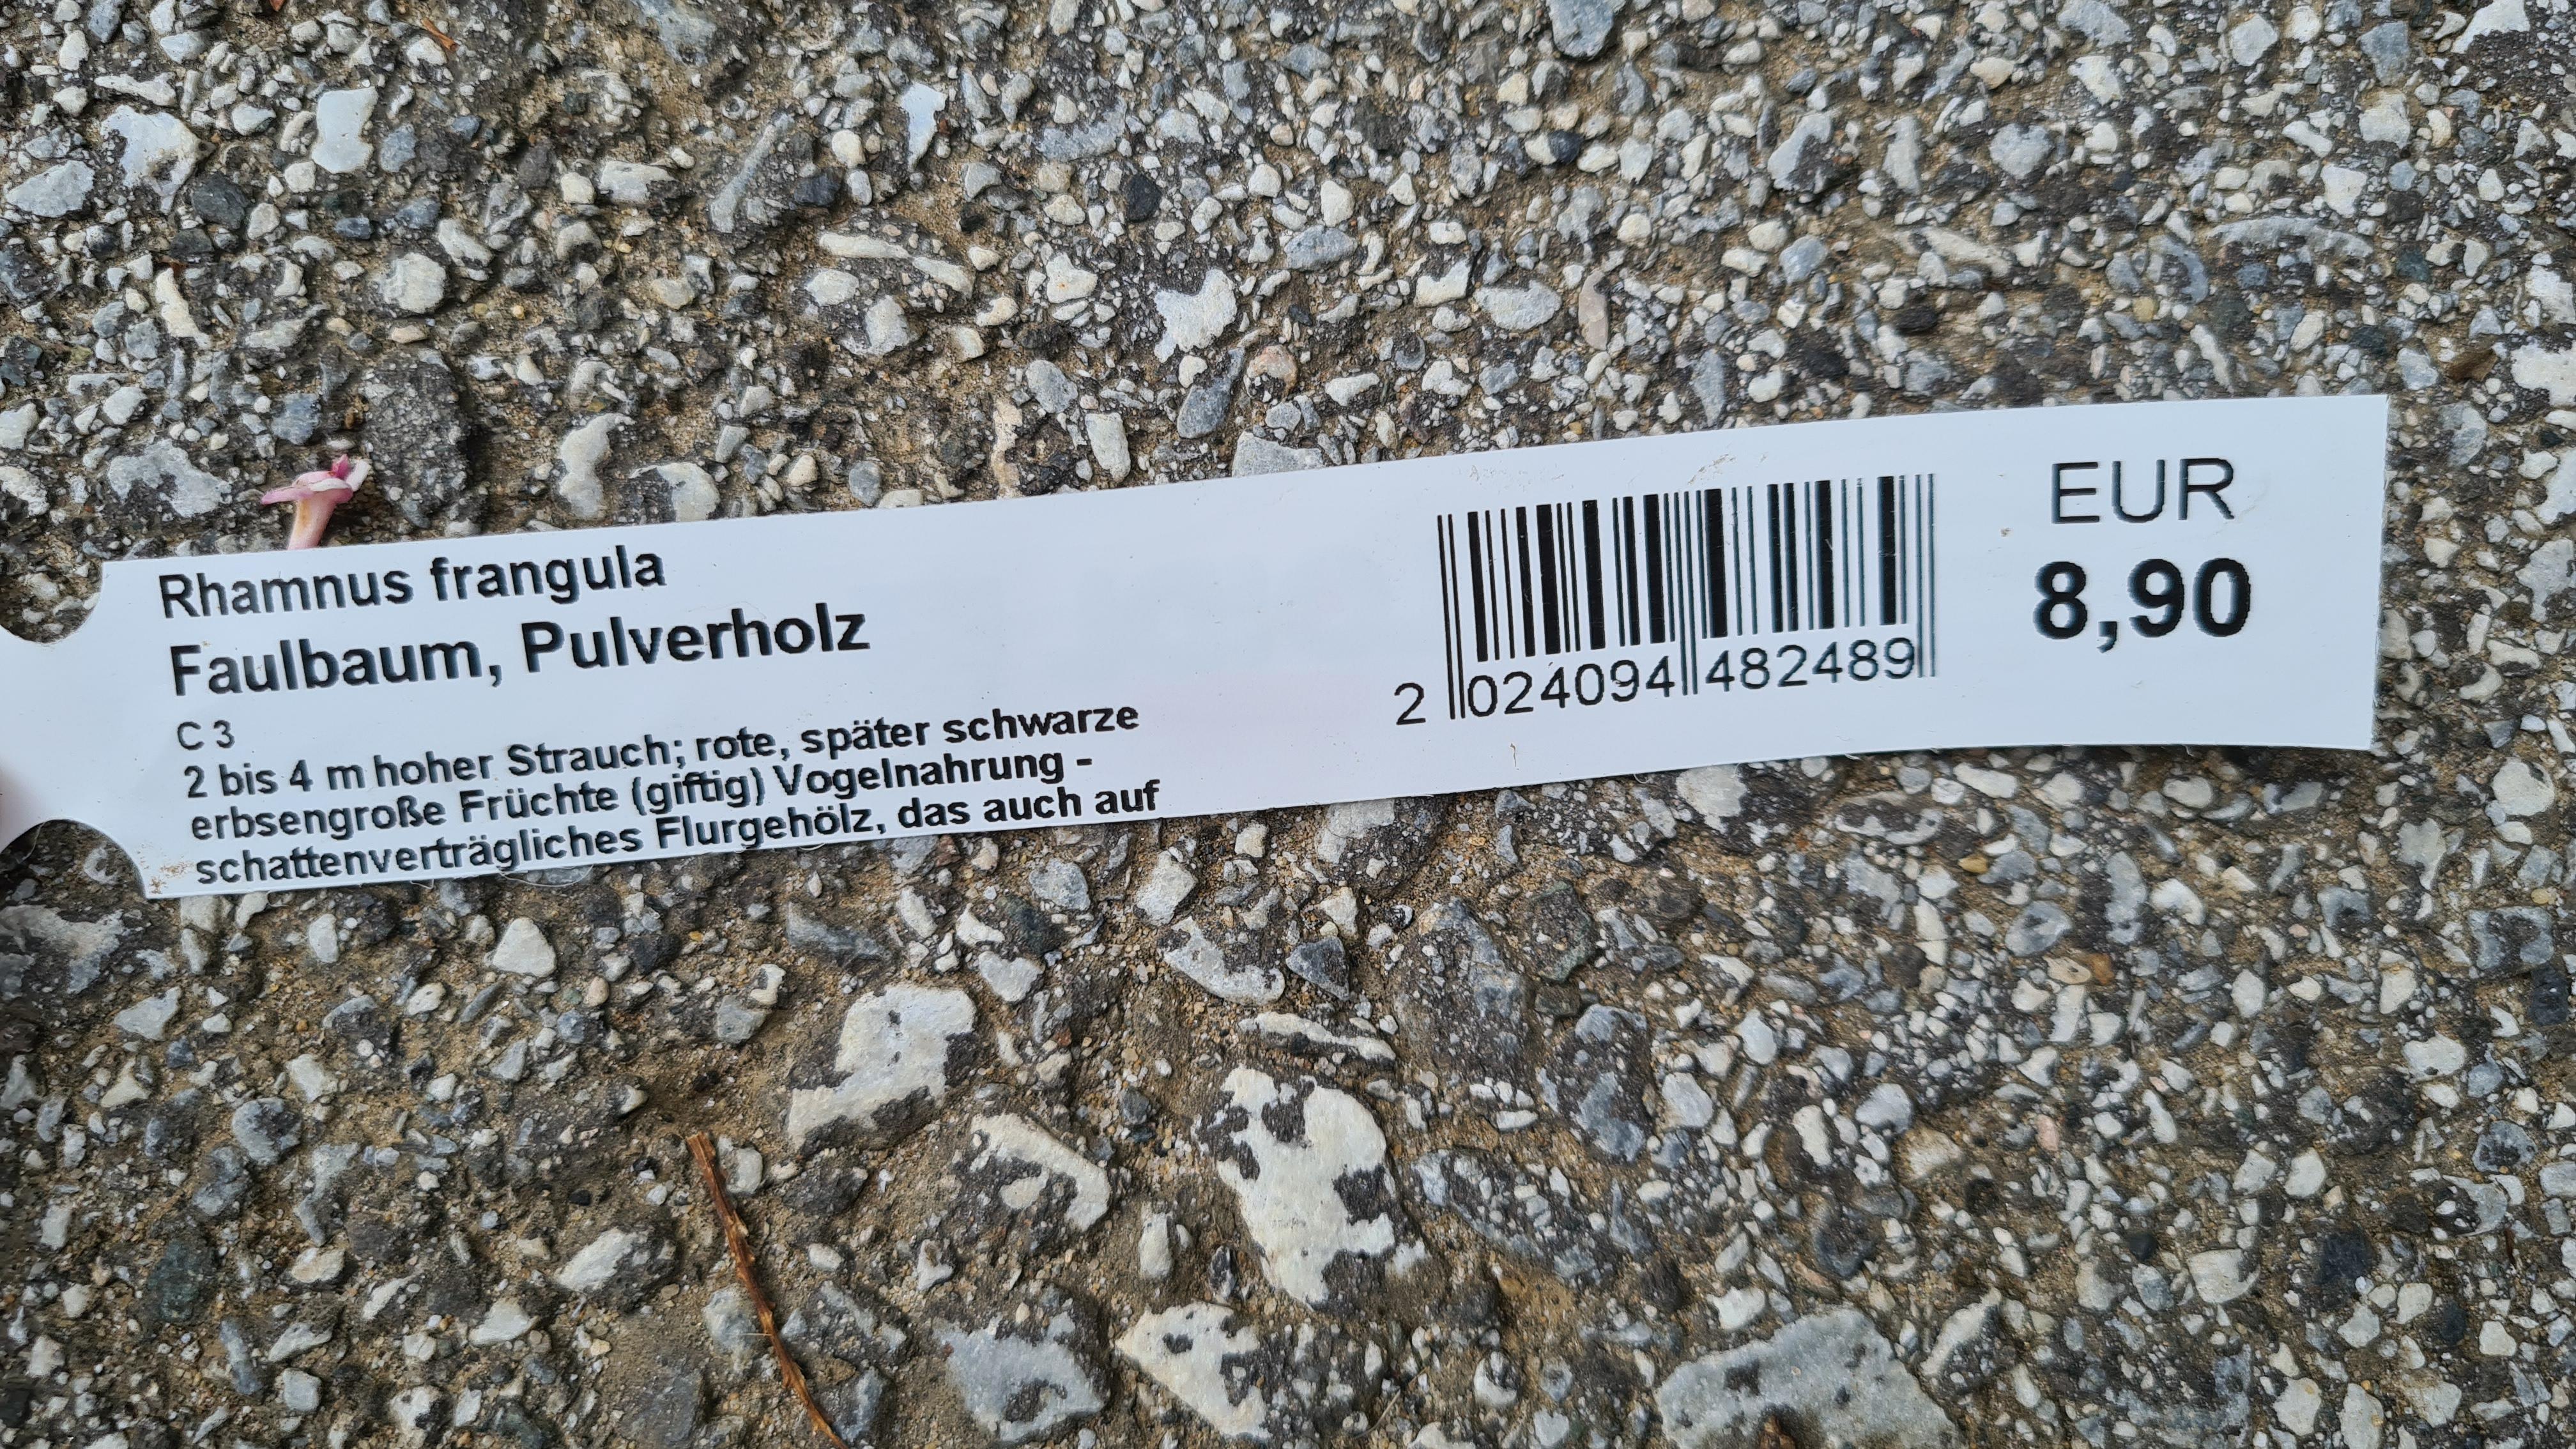 Rhamnus frangula
Faulbaum, Pulverholz
C 3
2 bis 4 m hoher Strauch; rote, später schwarze
erbsengroße Früchte (giftig) Vogelnahrung -
schattenverträgliches Flurgehölz, das auch auf
2 024094 482489
EUR
8,90